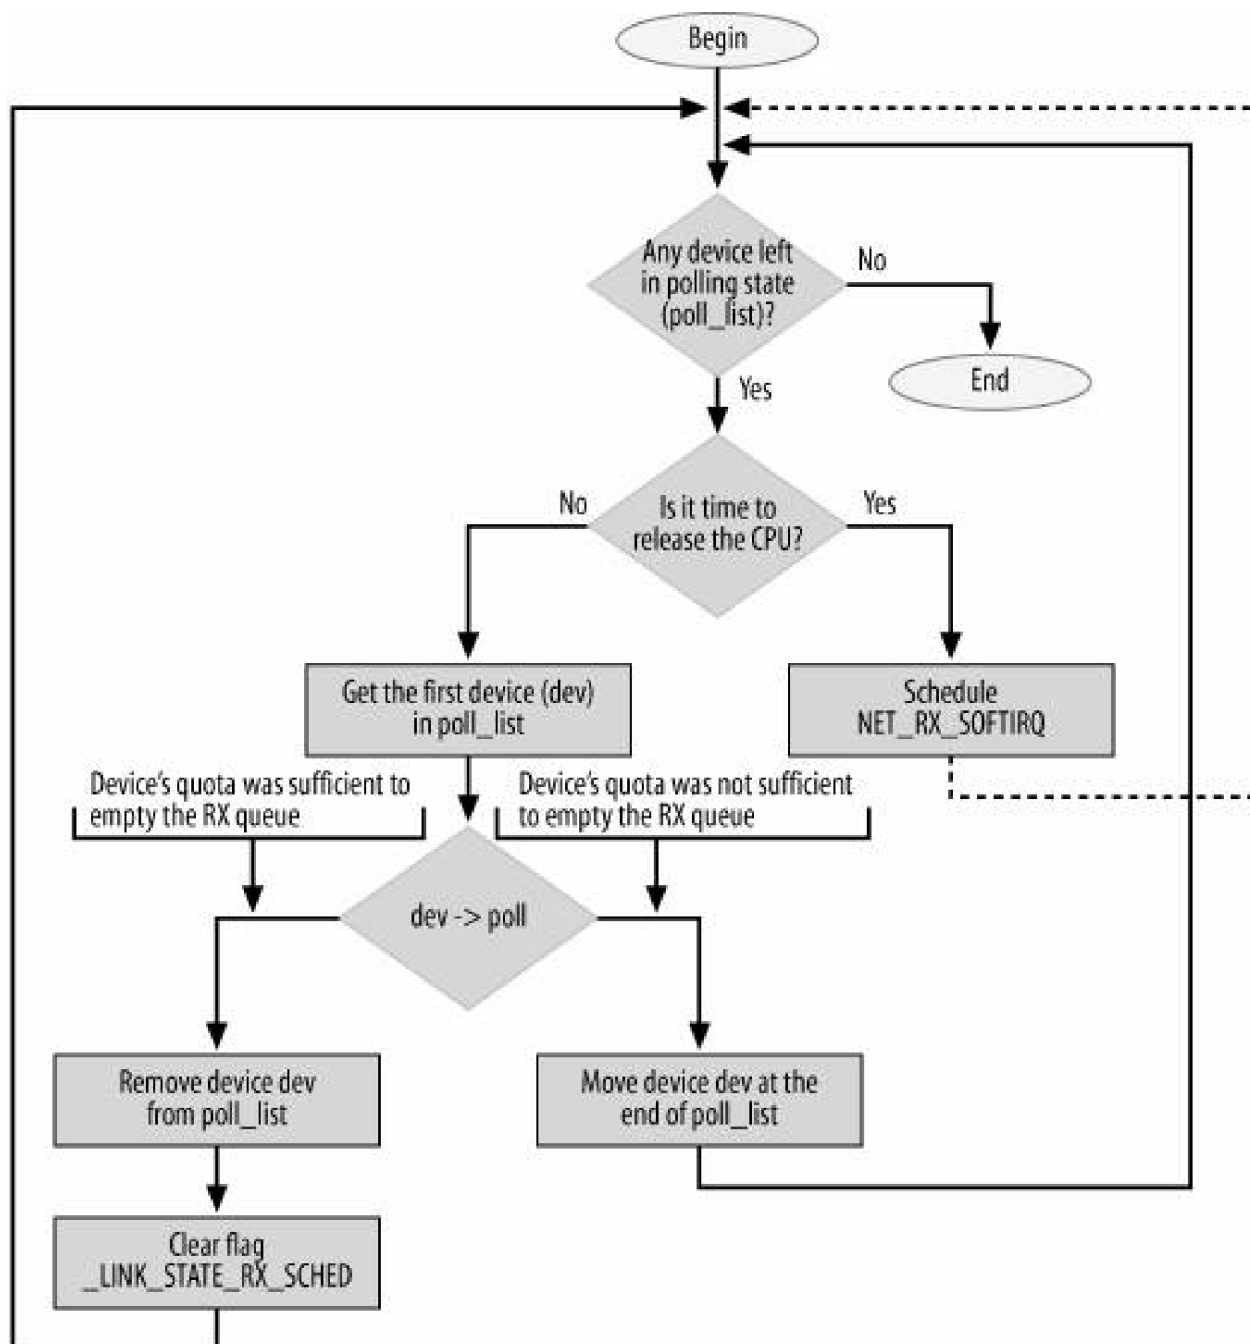 Begin
Any device left
in polling state
(poll_list)?
No
End
Yes
Is it time to
release the CPU?
No
Yes
Get the first device (dev)
in poll_list
Schedule
NET_RX_SOFTIRQ
Device's quota was sufficient to
empty the RX queue
Device's quota was not sufficient
to empty the RX queue
dev -> poll
Remove device dev
from poll_list
Move device dev at the
end of poll_list
Clear flag
_LINK_STATE_RX_SCHED